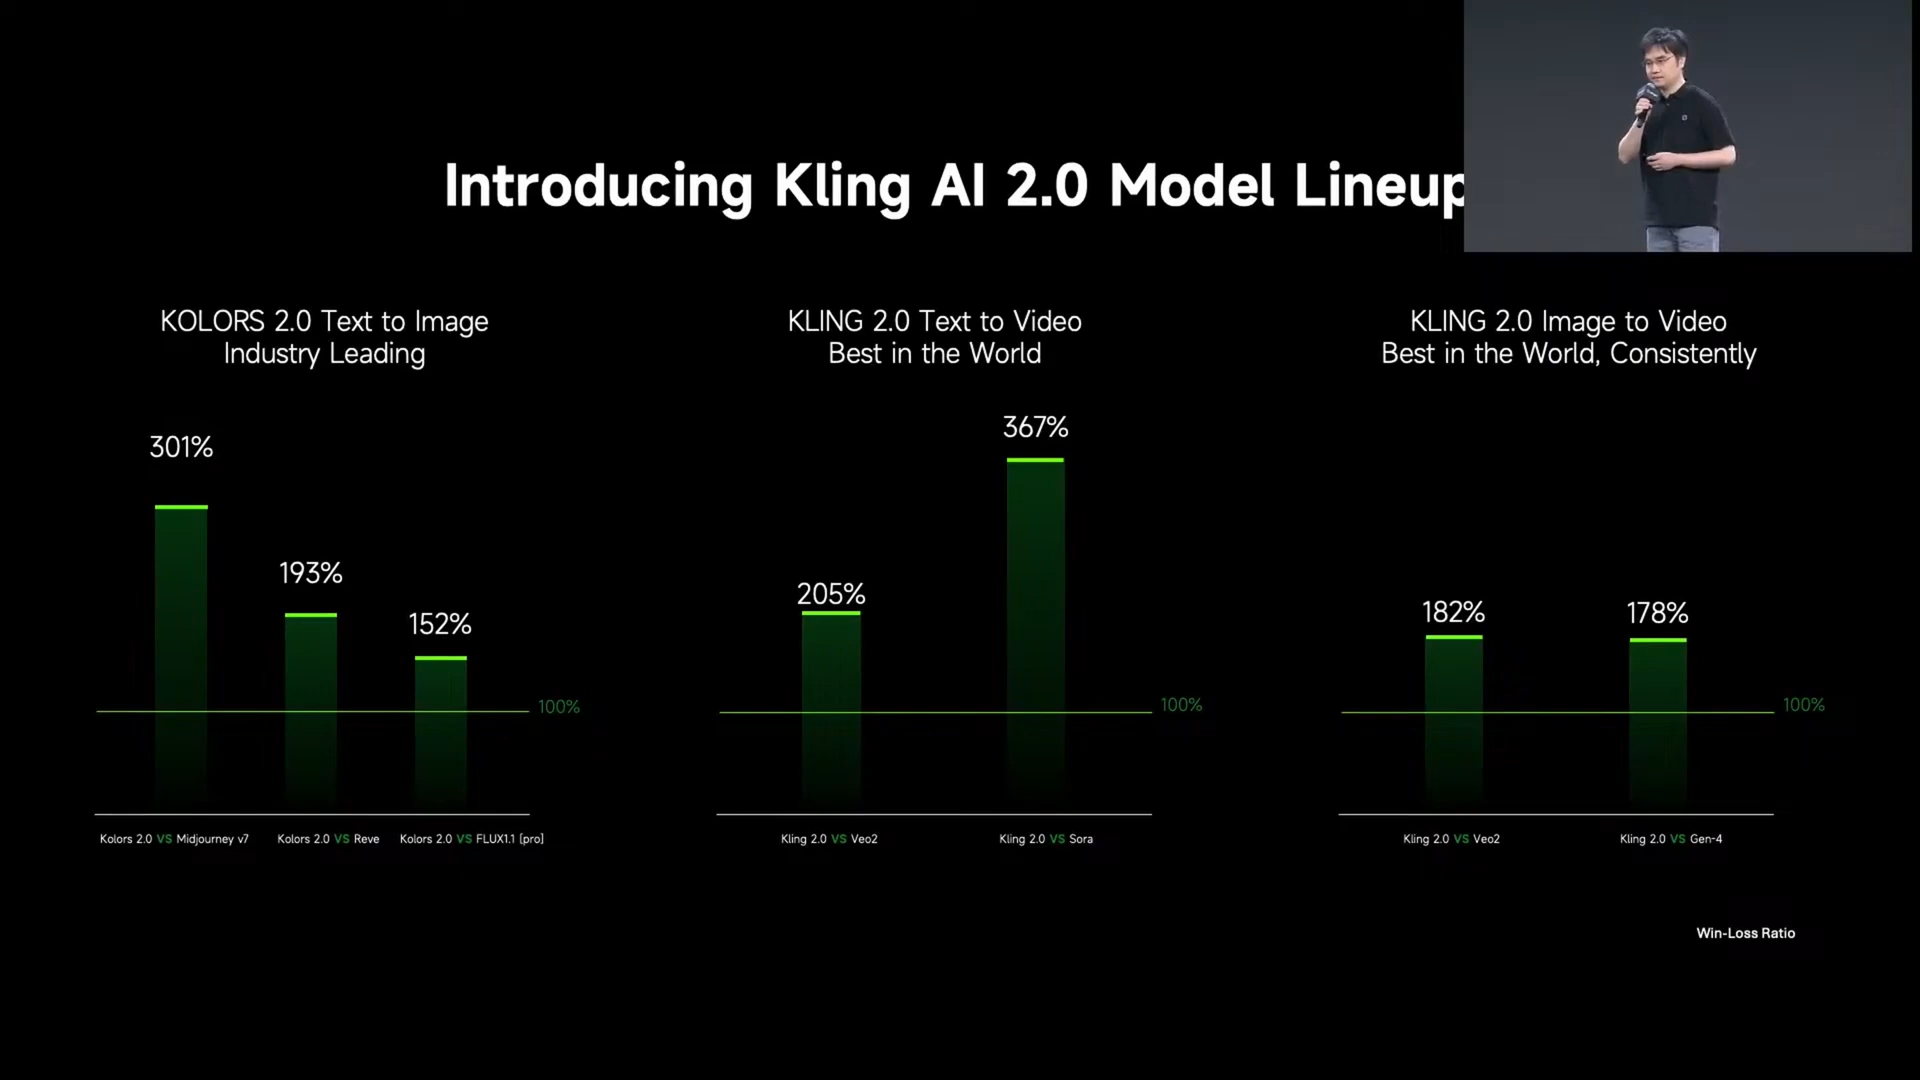 Introducing Kling AI 2.0 Model Lineup
KOLORS 2.0 Text to Image
Industry Leading
301%
193%
152%
100%
Kolors 2.0 VS Midjourney v7
Kolors 2.0 VS Reve
Kolors 2.0 VS FLUX1.1 [pro]
KLING 2.0 Text to Video
Best in the World
205%
367%
100%
Kling 2.0 VS Veo2
Kling 2.0 VS Sora
KLING 2.0 Image to Video
Best in the World, Consistently
182%
178%
100%
Kling 2.0 VS Veo2
Kling 2.0 VS Gen-4
Win-Loss Ratio